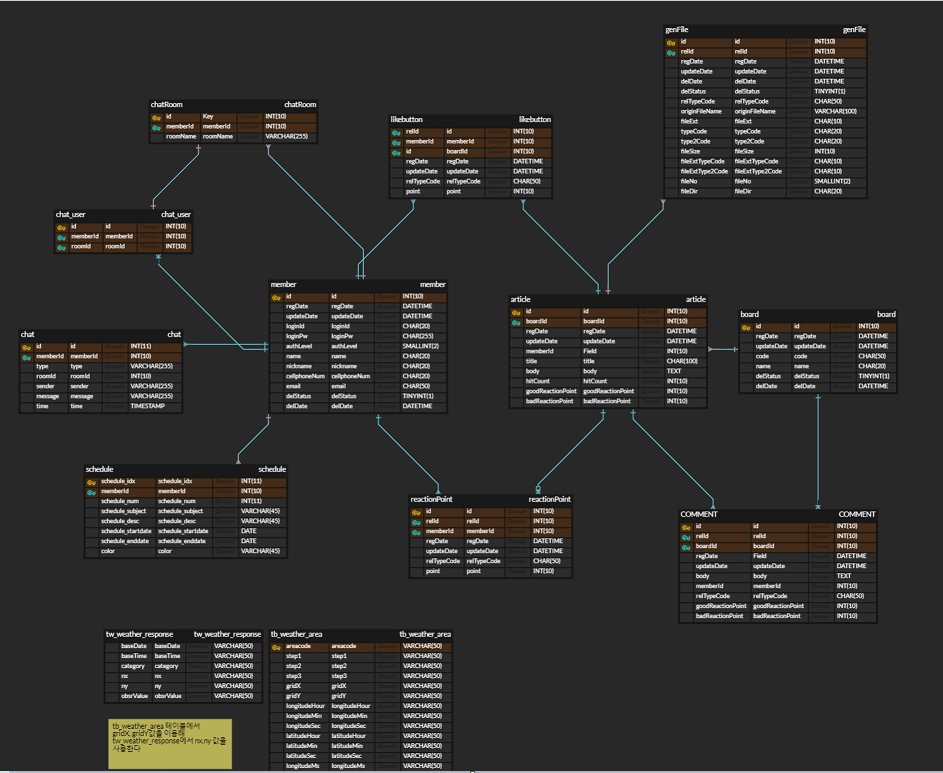 genFile genFile
id id INT(10)
relId relId INT(10)
regDate regDate DATETIME
updateDate updateDate DATETIME
delDate delDate DATETIME
delStatus delStatus TINYINT(1)
relTypeCode relTypeCode CHAR(50)
originFileName originFileName VARCHAR(100)
fileExt fileExt CHAR(10)
typeCode typeCode CHAR(20)
type2Code type2Code CHAR(20)
fileSize fileSize INT(10)
fileExtTypeCode fileExtTypeCode CHAR(10)
fileExtType2Code fileExtType2Code CHAR(10)
fileNo fileNo SMALLINT(2)
fileDir fileDir CHAR(20)
chatRoom chatRoom
id Key INT(10)
memberId memberId INT(10)
roomName roomName VARCHAR(255)
likebutton likebutton
relId id INT(10)
memberId memberId INT(10)
id boardId INT(10)
regDate regDate DATETIME
updateDate updateDate DATETIME
relTypeCode relTypeCode CHAR(50)
point point INT(10)
chat_user chat_user
id id INT(10)
memberId memberId INT(10)
roomId roomId INT(10)
member member
id id INT(10)
regDate regDate DATETIME
updateDate updateDate DATETIME
loginId loginId CHAR(20)
loginPw loginPw CHAR(255)
authLevel authLevel SMALLINT(2)
name name CHAR(20)
nickname nickname CHAR(20)
cellphoneNum cellphoneNum CHAR(20)
email email CHAR(50)
delStatus delStatus TINYINT(1)
delDate delDate DATETIME
article article
id id INT(10)
boardId boardId INT(10)
regDate regDate DATETIME
updateDate updateDate DATETIME
memberId Field INT(10)
title title CHAR(100)
body body TEXT
hitCount hitCount INT(10)
goodReactionPoint goodReactionPoint INT(10)
badReactionPoint badReactionPoint INT(10)
board board
id id INT(10)
regDate regDate DATETIME
updateDate updateDate DATETIME
code code CHAR(50)
name name CHAR(20)
delStatus delStatus TINYINT(1)
delDate delDate DATETIME
chat chat
id id INT(11)
memberId memberId INT(10)
type type VARCHAR(255)
roomId roomId INT(10)
sender sender VARCHAR(255)
message message VARCHAR(255)
time time TIMESTAMP
schedule schedule
schedule_idx schedule_idx INT(11)
memberId memberId INT(10)
schedule_num schedule_num INT(11)
schedule_subject schedule_subject VARCHAR(45)
schedule_desc schedule_desc VARCHAR(45)
schedule_startdate schedule_startdate DATE
schedule_enddate schedule_enddate DATE
color color VARCHAR(45)
reactionPoint reactionPoint
id id INT(10)
relId relId INT(10)
memberId memberId INT(10)
regDate regDate DATETIME
updateDate updateDate DATETIME
relTypeCode relTypeCode CHAR(50)
point point INT(10)
COMMENT COMMENT
id id INT(10)
relId relId INT(10)
boardId boardId INT(10)
regDate Field DATETIME
updateDate updateDate DATETIME
body body TEXT
memberId memberId INT(10)
relTypeCode relTypeCode CHAR(50)
goodReactionPoint goodReactionPoint INT(10)
badReactionPoint badReactionPoint INT(10)
tw_weather_response tw_weather_response
baseDate baseDate VARCHAR(50)
baseTime baseTime VARCHAR(50)
category category VARCHAR(50)
nx nx VARCHAR(50)
ny ny VARCHAR(50)
obsrValue obsrValue VARCHAR(50)
tb_weather_area tb_weather_area
areacode areacode VARCHAR(50)
step1 step1 VARCHAR(50)
step2 step2 VARCHAR(50)
step3 step3 VARCHAR(50)
gridX gridX VARCHAR(50)
gridY gridY VARCHAR(50)
longitudeHour longitudeHour VARCHAR(50)
longitudeMin longitudeMin VARCHAR(50)
longitudeSec longitudeSec VARCHAR(50)
latitudeHour latitudeHour VARCHAR(50)
latitudeMin latitudeMin VARCHAR(50)
latitudeSec latitudeSec VARCHAR(50)
longitudeMs longitudeMs VARCHAR(50)
tb_weather_area 테이블에서
gridX, gridY값을 이용해
tw_weather_response에서 nx,ny 값을
사용한다